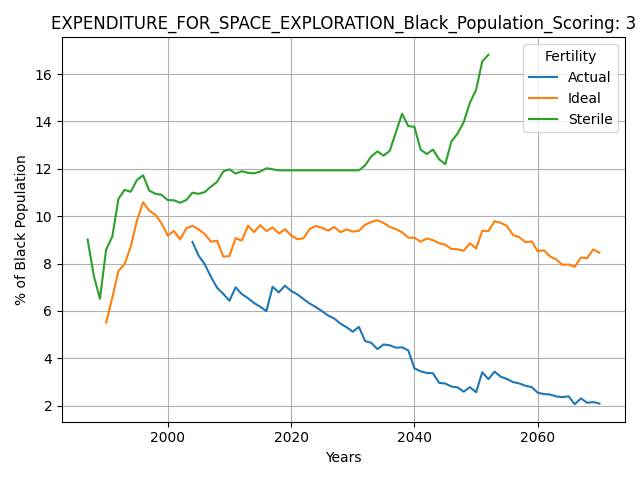 EXPENDITURE_FOR_SPACE_EXPLORATION_Black_Population_Scoring: 3
Fertility
Actual
Ideal
Sterile
% of Black Population
16
14
12
10
8
6
4
2
2000 2020 2040 2060
Years